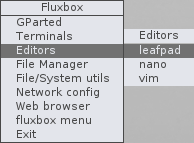 Fluxbox
GParted
Terminals
Editors
File Manager
File/System utils
Network config
Web browser
fluxbox menu
Exit
Editors
leafpad
nano
vim